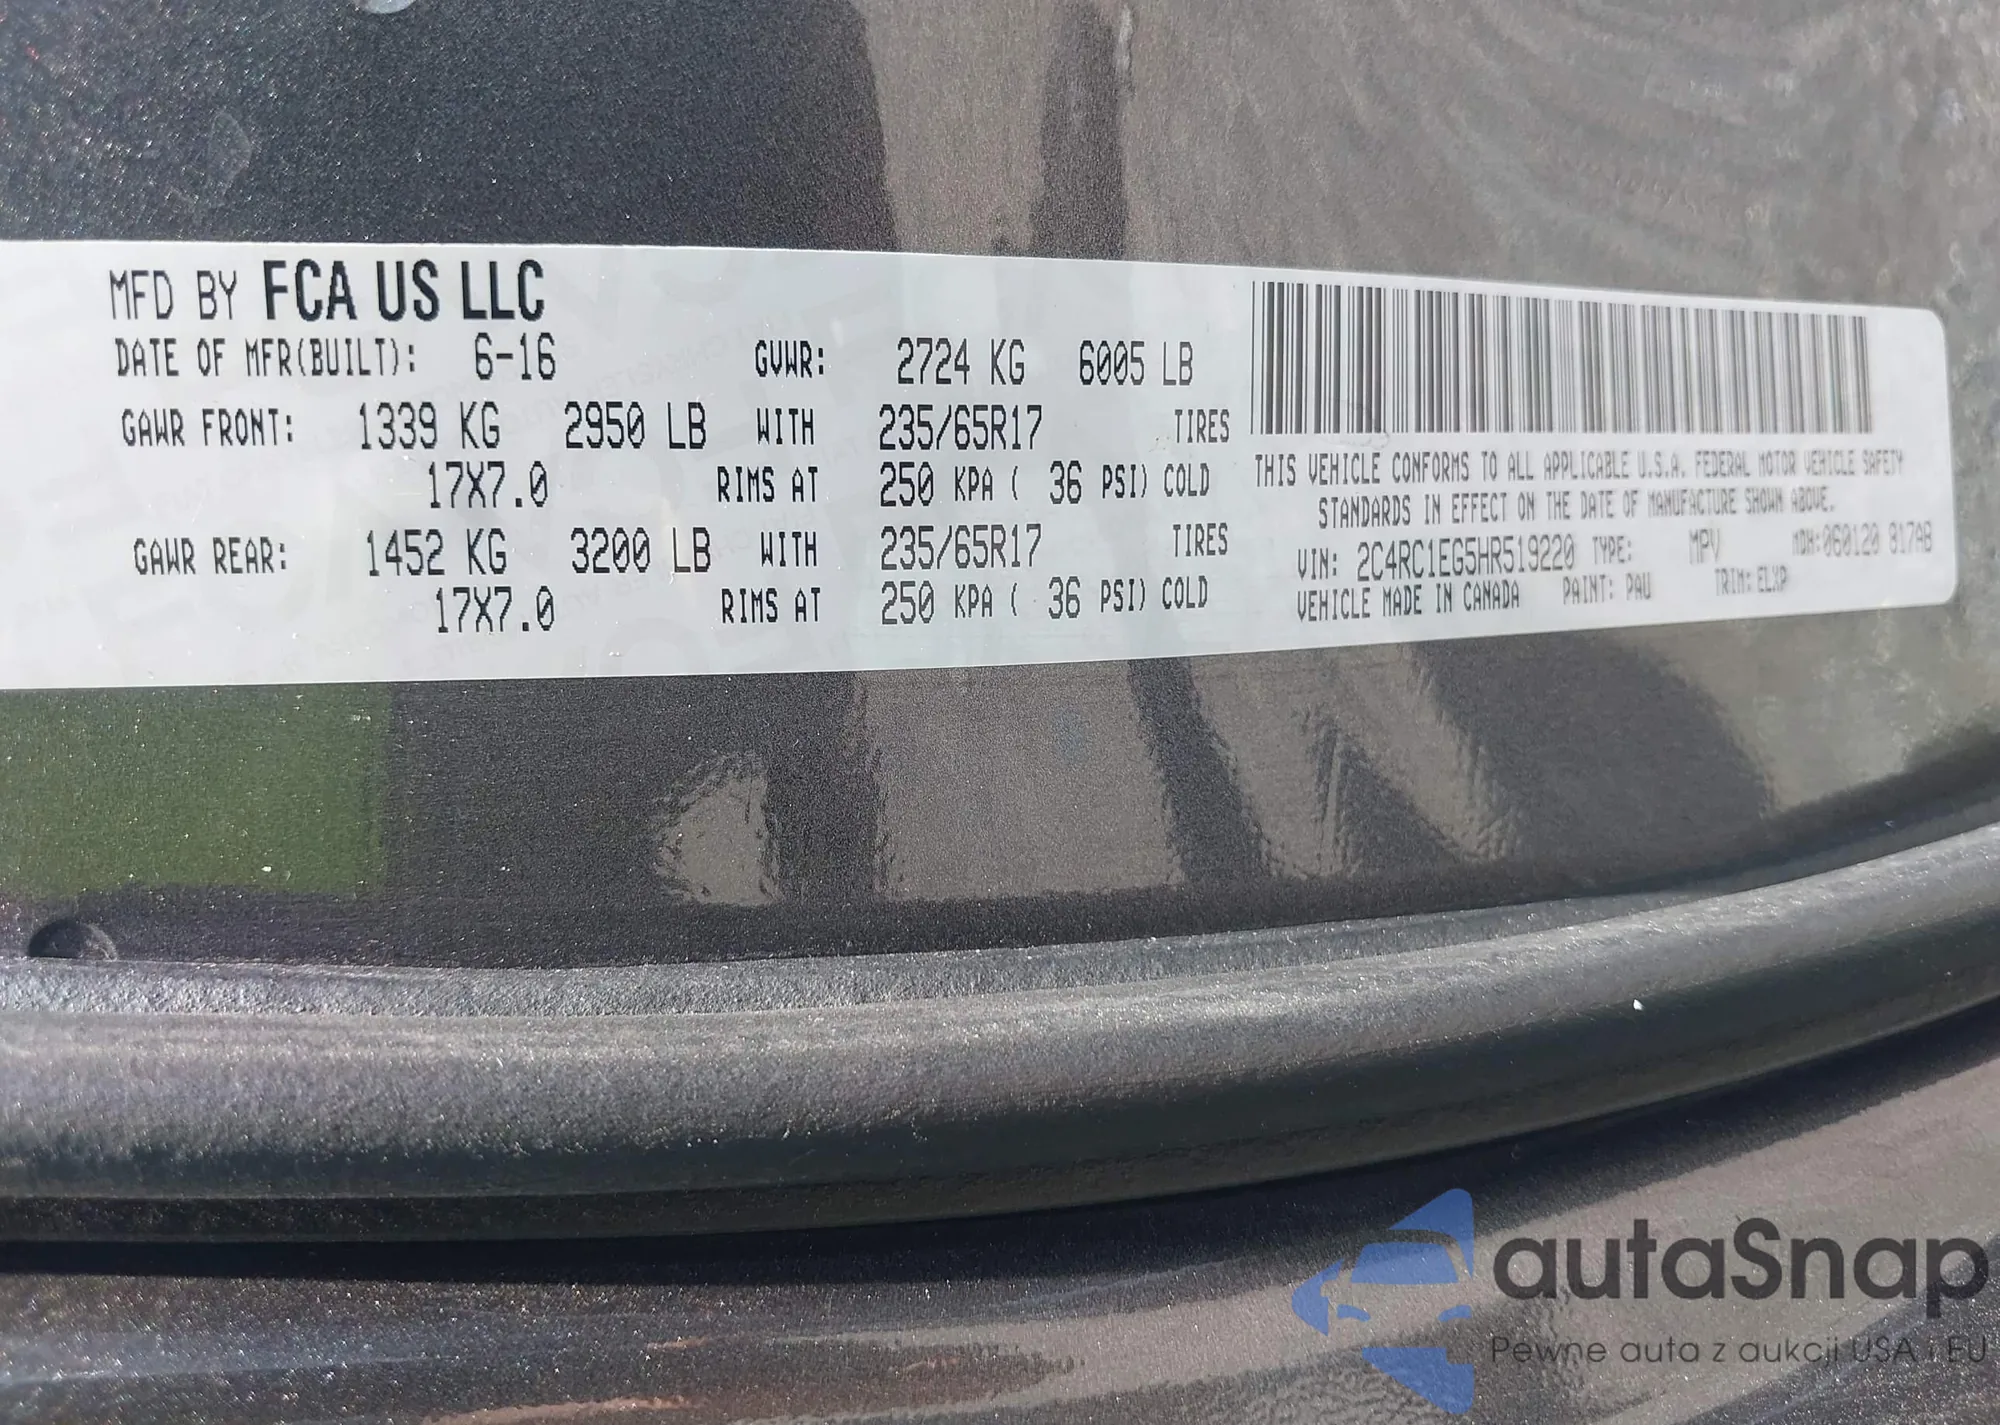 MFD BY FCA US LLC
DATE OF MFR(BUILT): 6-16 GVWR: 2724 KG 6005 LB
GAWR FRONT: 1339 KG 2950 LB WITH 235/65R17 TIRES
17X7.0 RIMS AT 250 KPA ( 36 PSI) COLD
GAWR REAR: 1452 KG 3200 LB WITH 235/65R17 TIRES
17X7.0 RIMS AT 250 KPA ( 36 PSI) COLD
THIS VEHICLE CONFORMS TO ALL APPLICABLE U.S.A. FEDERAL MOTOR VEHICLE SAFETY
STANDARDS IN EFFECT ON THE DATE OF MANUFACTURE SHOWN ABOVE.
VIN: 2C4RC1EG5HR519220 TYPE: MPV MDH:060120 817AB
VEHICLE MADE IN CANADA PAINT: PAU TRIM: ELXP
autaSnap
Pewne auta z aukcji USA i EU